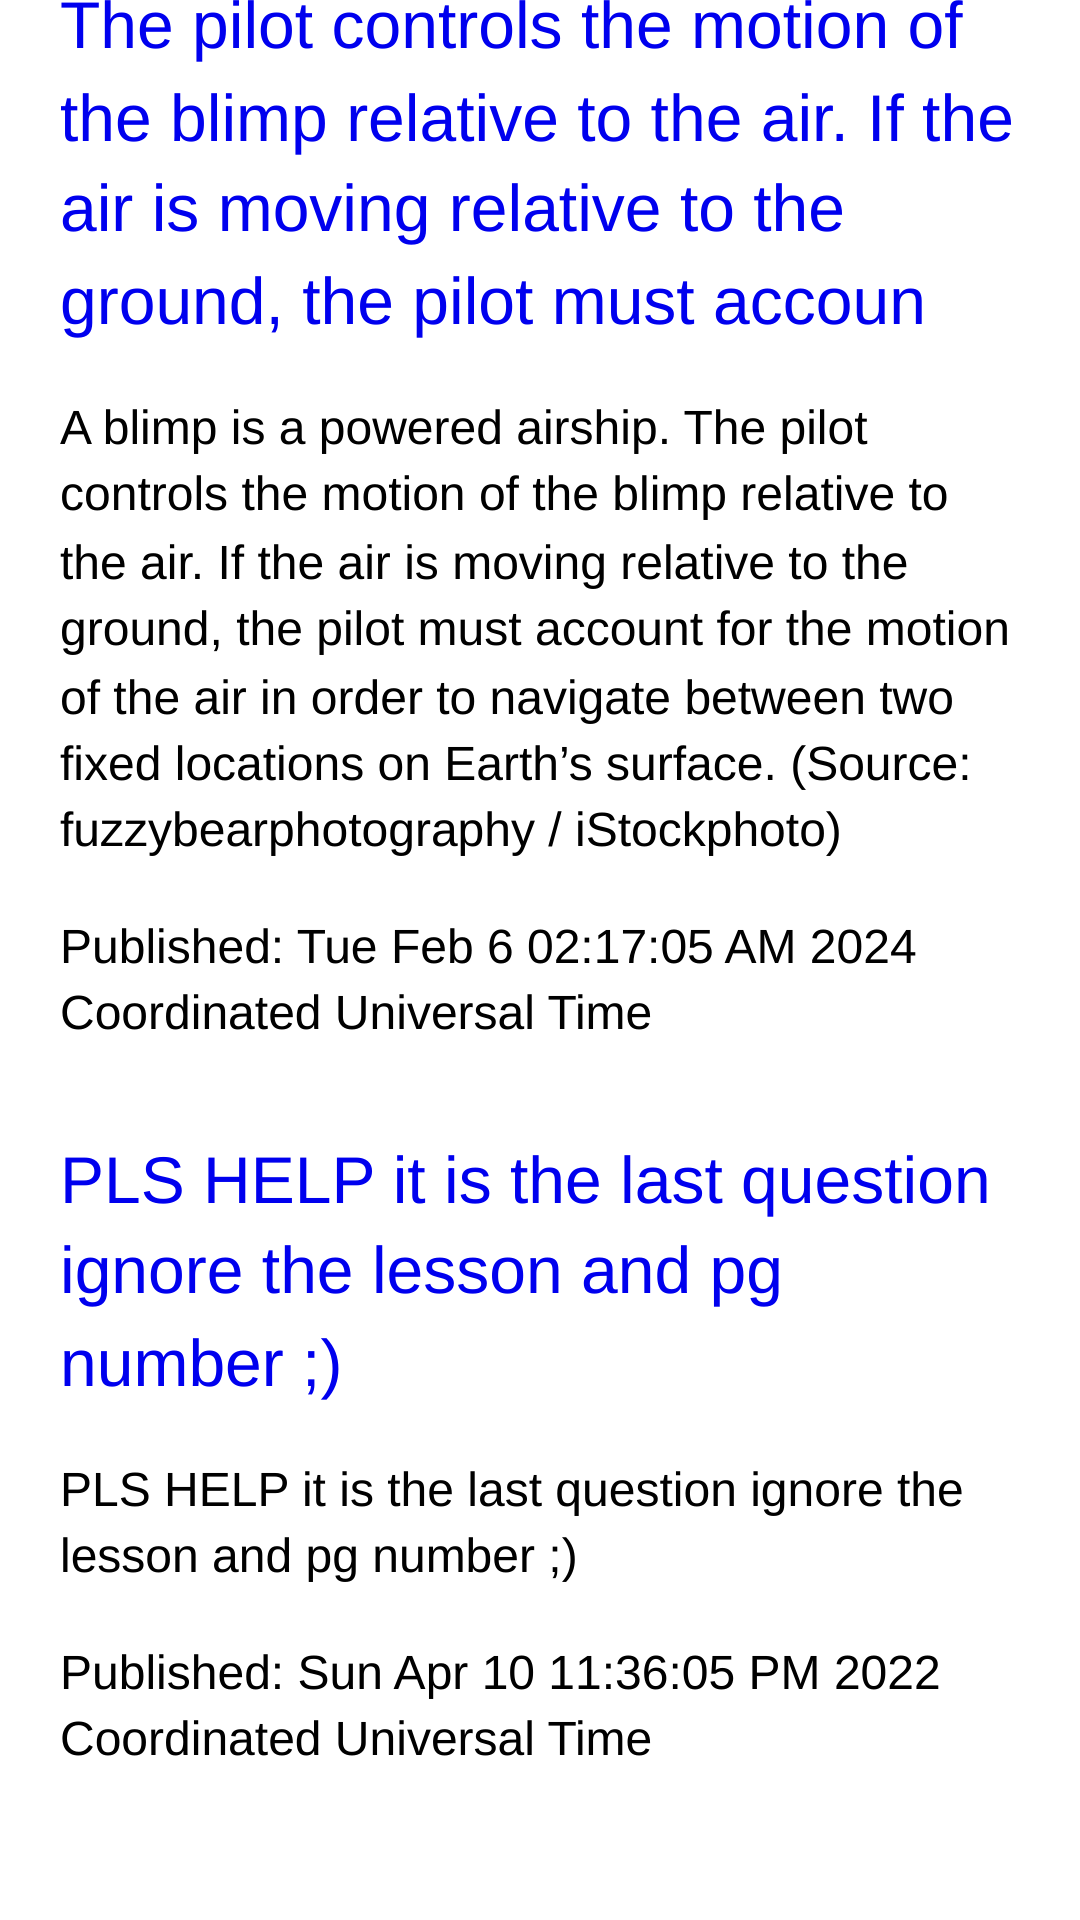 The pilot controls the motion of
the blimp relative to the air. If the
air is moving relative to the
ground, the pilot must accoun
A blimp is a powered airship. The pilot
controls the motion of the blimp relative to
the air. If the air is moving relative to the
ground, the pilot must account for the motion
of the air in order to navigate between two
fixed locations on Earth’s surface. (Source:
fuzzybearphotography / iStockphoto)
Published: Tue Feb 6 02:17:05 AM 2024
Coordinated Universal Time
PLS HELP it is the last question
ignore the lesson and pg
number ;)
PLS HELP it is the last question ignore the
lesson and pg number ;)
Published: Sun Apr 10 11:36:05 PM 2022
Coordinated Universal Time